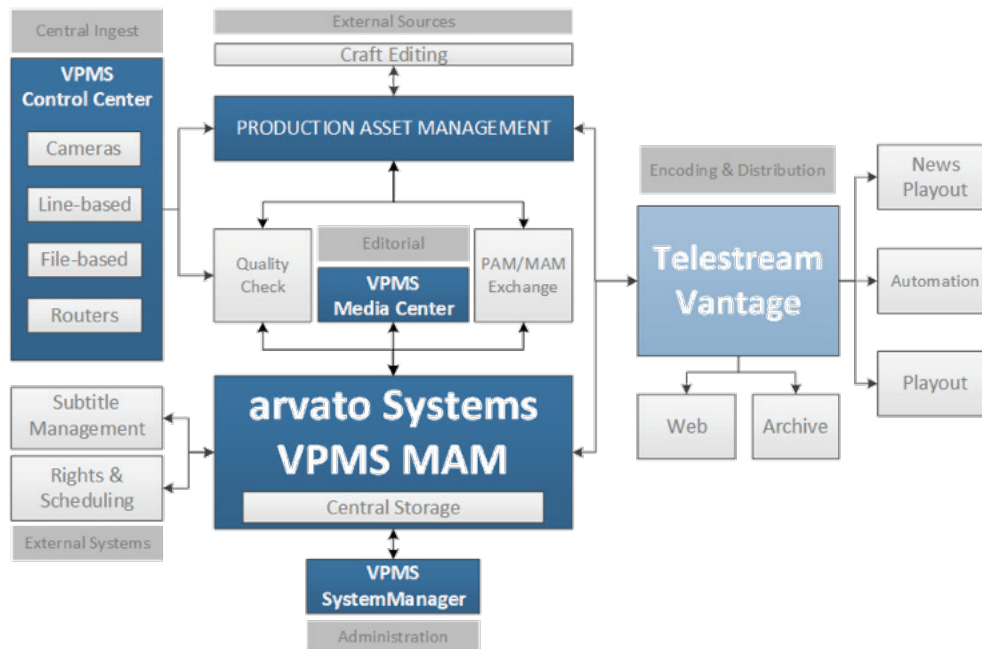 Central Ingest
VPMS
Control Center
Cameras
Line-based
File-based
Routers
External Sources
Craft Editing
PRODUCTION ASSET MANAGEMENT
Quality
Check
Editorial
VPMS
Media Center
PAM/MAM
Exchange
Encoding & Distribution
Telestream
Vantage
News
Playout
Automation
Playout
Web
Archive
Subtitle
Management
Rights &
Scheduling
External Systems
arvato Systems
VPMS MAM
Central Storage
VPMS
SystemManager
Administration